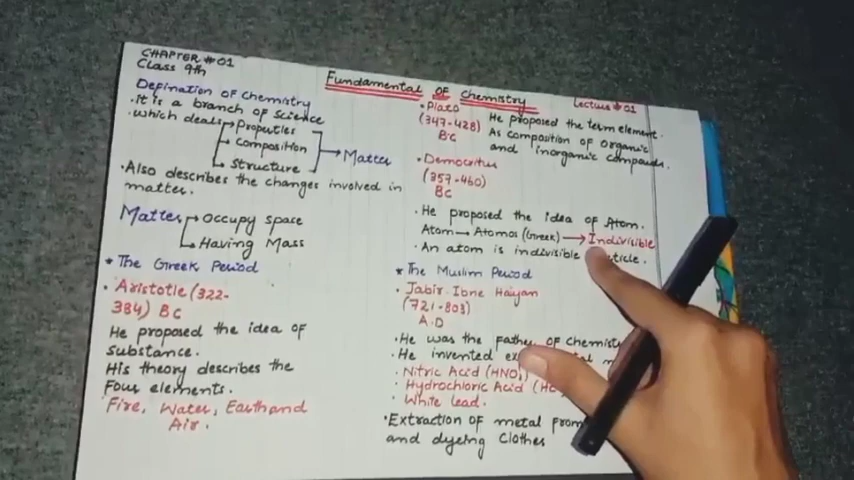 CHAPTER #01
Class 9th
Fundamental OF Chemistry
Lecture #01
Defination OF Chemistry
· It is a branch of Science
which deals → Properties
→ Composition
→ Structure
→ Matter
· Also describes the changes involved in
matter.
Matter → Occupy space
→ Having Mass
* The Greek Period
· Aristotle (322-
384) BC
He proposed the idea of
substance.
His theory describes the
Four elements.
Fire, Water, Earth and
Air.
· Plato
(347-428)
BC
He proposed the term element.
As composition of organic
and inorganic compounds.
· Democritus
(357-460)
BC
· He proposed the idea of Atom.
Atom → Atomos (Greek) → Indivisible
· An atom is indivisible
* The Muslim Period
· Jabir Ibne Haiyan
(721-803)
A.D
· He was the father of
· He invented
· Nitric Acid (HNO
· Hydrochloric Acid
· White lead.
· Extraction of metal from
and dyeing clothes